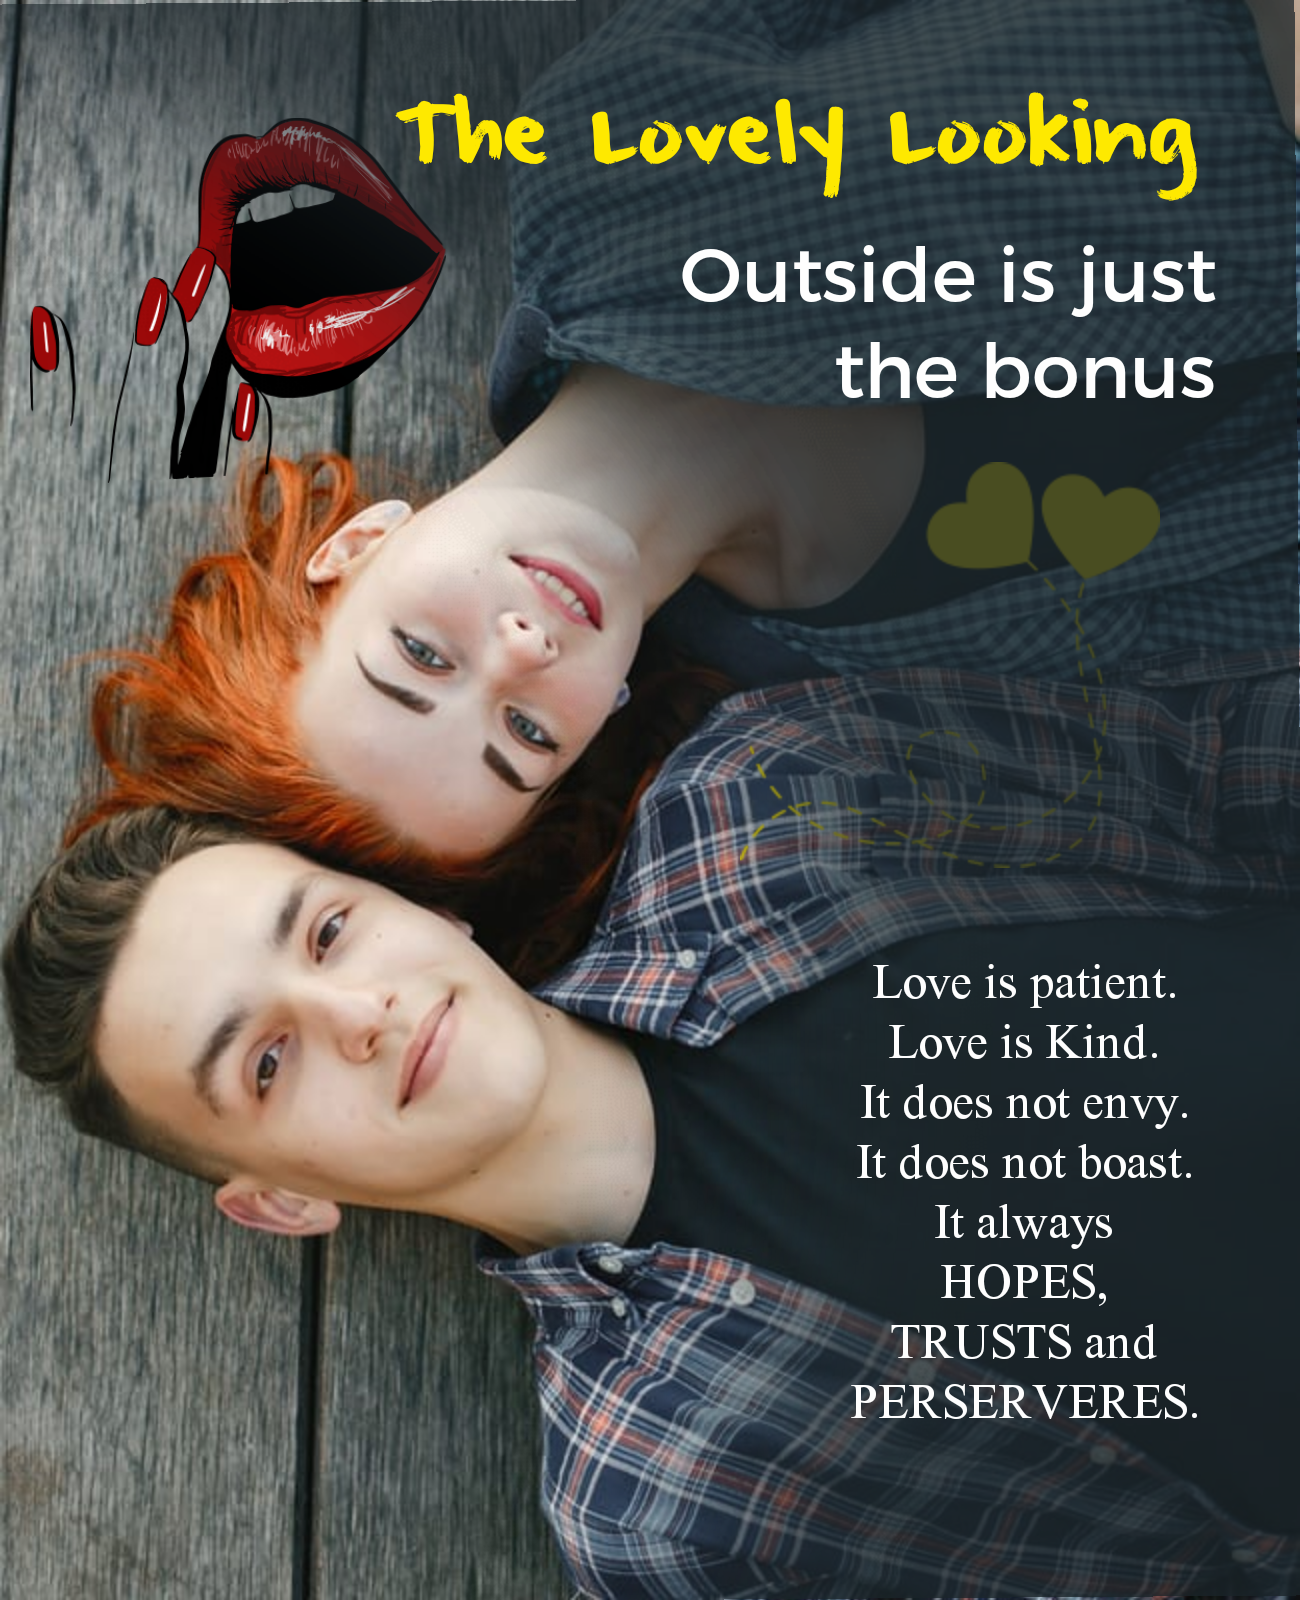 The Lovely Looking
Outside is just
the bonus
Love is patient.
Love is Kind.
It does not envy.
It does not boast.
It always
HOPES,
TRUSTS and
PERSERVERES.